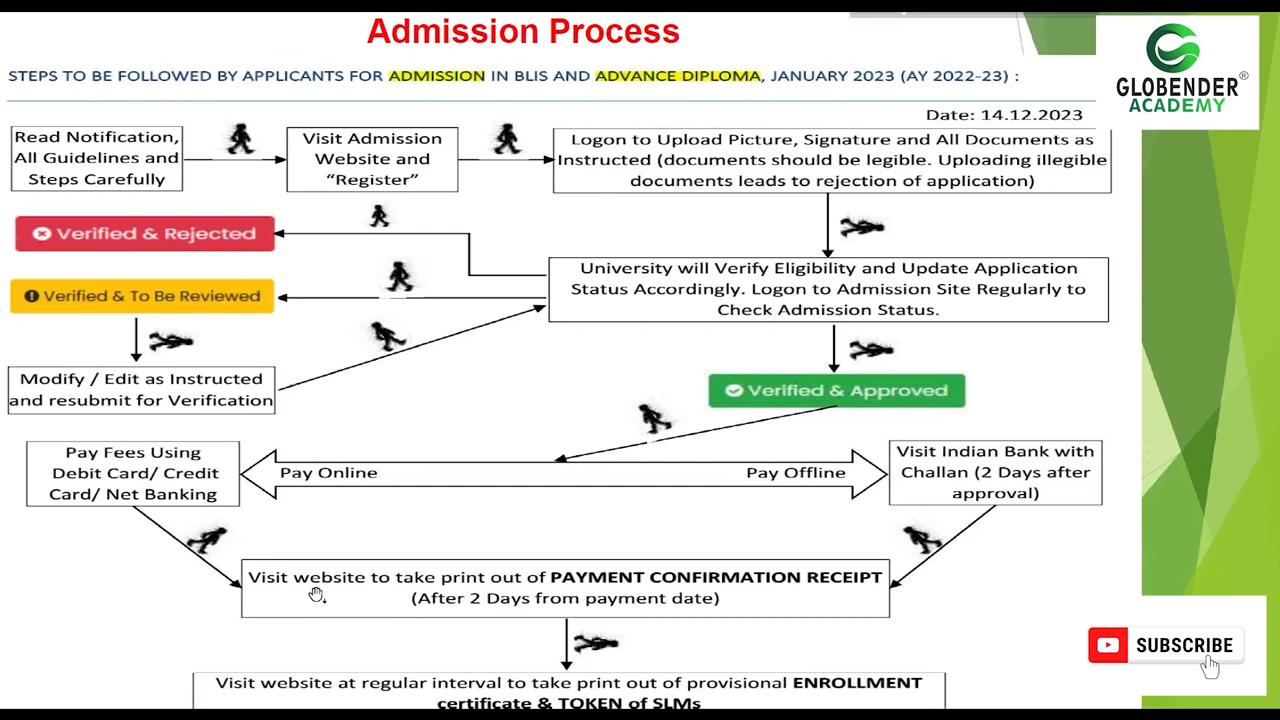 Admission Process
STEPS TO BE FOLLOWED BY APPLICANTS FOR ADMISSION IN BLIS AND ADVANCE DIPLOMA, JANUARY 2023 (AY 2022-23) :
GLOBENDER®
ACADEMY
Date: 14.12.2023
Read Notification,
All Guidelines and
Steps Carefully
Visit Admission
Website and
“Register”
Logon to Upload Picture, Signature and All Documents as
Instructed (documents should be legible. Uploading illegible
documents leads to rejection of application)
Verified & Rejected
University will Verify Eligibility and Update Application
Status Accordingly. Logon to Admission Site Regularly to
Check Admission Status.
Verified & To Be Reviewed
Modify / Edit as Instructed
and resubmit for Verification
Verified & Approved
Pay Fees Using
Debit Card/ Credit
Card/ Net Banking
Pay Online
Pay Offline
Visit Indian Bank with
Challan (2 Days after
approval)
Visit website to take print out of PAYMENT CONFIRMATION RECEIPT
(After 2 Days from payment date)
SUBSCRIBE
Visit website at regular interval to take print out of provisional ENROLLMENT
certificate & TOKEN of SLMs